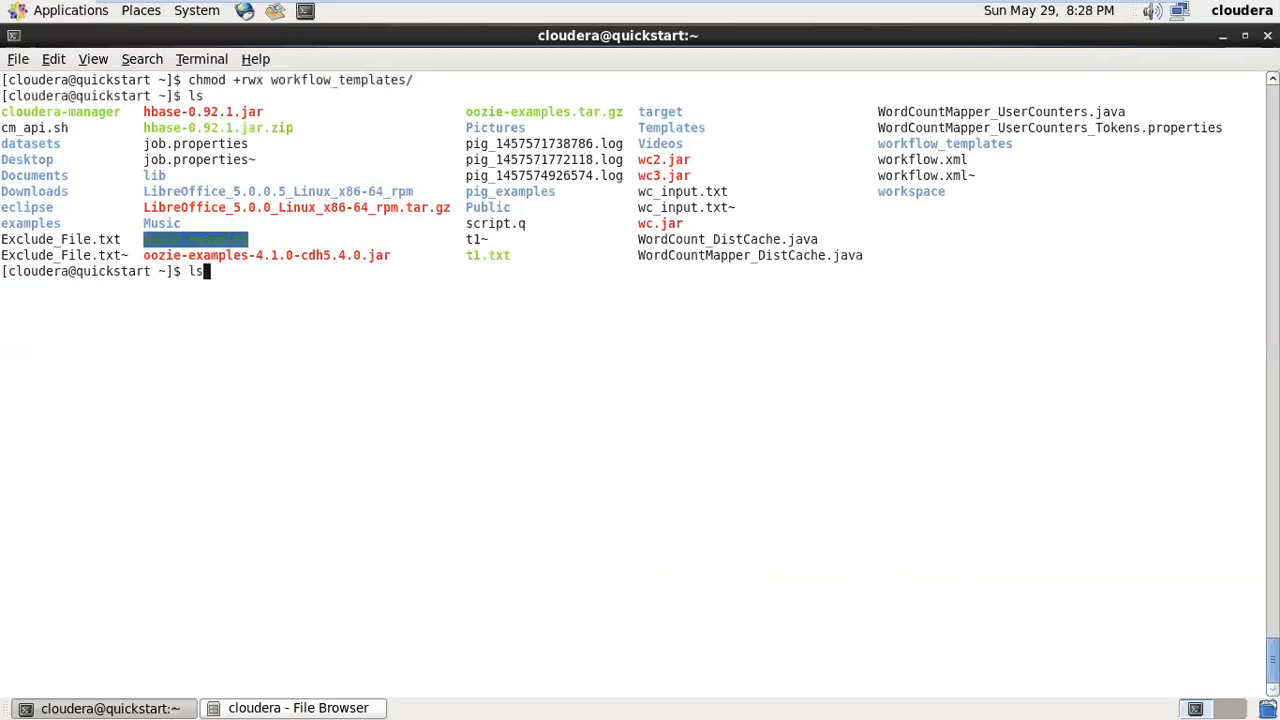 Applications Places System Sun May 29, 8:28 PM cloudera
cloudera@quickstart:~
File Edit View Search Terminal Help
[cloudera@quickstart ~]$ chmod +rwx workflow_templates/
[cloudera@quickstart ~]$ ls
cloudera-manager hbase-0.92.1.jar oozie-examples.tar.gz target WordCountMapper_UserCounters.java
cm_api.sh hbase-0.92.1.jar.zip Pictures Templates WordCountMapper_UserCounters_Tokens.properties
datasets job.properties pig_1457571738786.log Videos workflow_templates
Desktop job.properties~ pig_1457571772118.log wc2.jar workflow.xml
Documents lib pig_1457574926574.log wc3.jar workflow.xml~
Downloads LibreOffice_5.0.0.5_Linux_x86-64_rpm pig_examples wc_input.txt workspace
eclipse LibreOffice_5.0.0_Linux_x86-64_rpm.tar.gz Public wc_input.txt~
examples Music script.q wc.jar
Exclude_File.txt oozie-examples t1~ WordCount_DistCache.java
Exclude_File.txt~ oozie-examples-4.1.0-cdh5.4.0.jar t1.txt WordCountMapper_DistCache.java
[cloudera@quickstart ~]$ ls
cloudera@quickstart:~ cloudera - File Browser